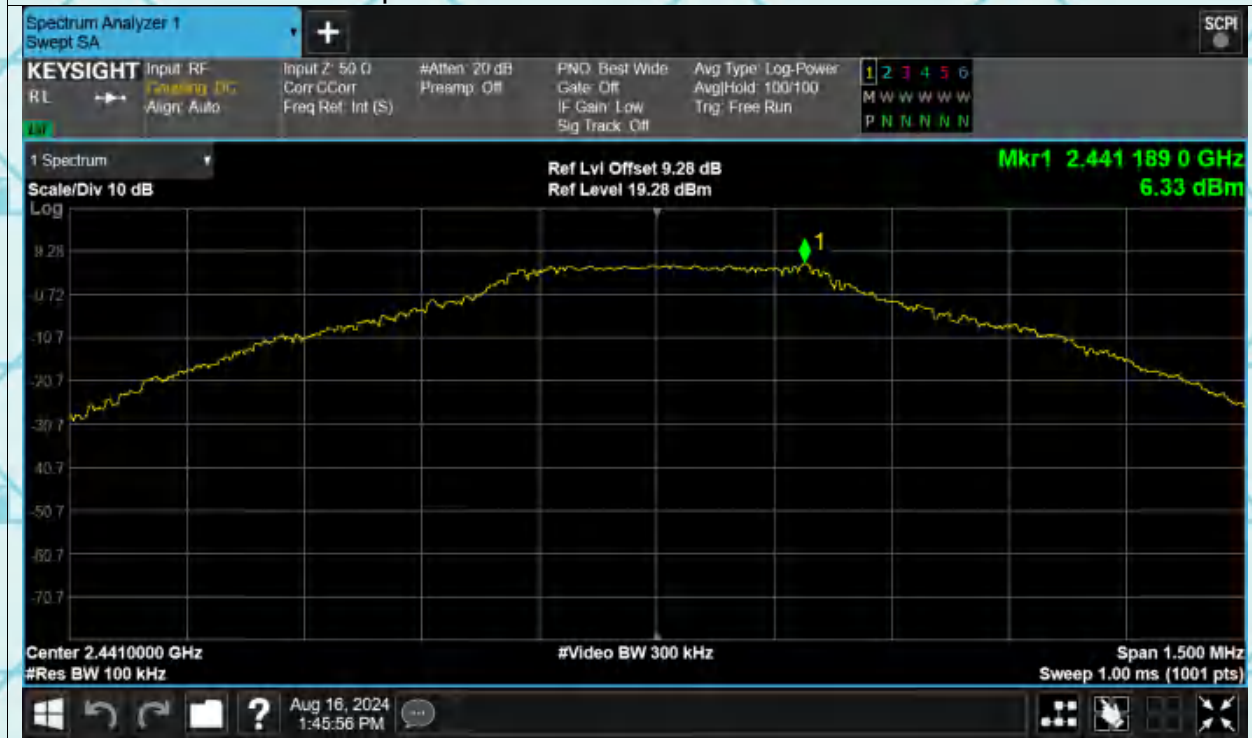 Spectrum Analyzer 1
Swept SA
+
SCPI
KEYSIGHT
RL
Input: RF
Coupling: DC
Align: Auto
Input Z: 50 Ω
Corr CCorr
Freq Ref: Int (S)
#Atten: 20 dB
Preamp: Off
PNO: Best Wide
Gate: Off
IF Gain: Low
Sig Track: Off
Avg Type: Log-Power
Avg|Hold: 100/100
Trig: Free Run
1 2 3 4 5 6
M W W W W W
P N N N N N
1 Spectrum
Scale/Div 10 dB
Ref Lvl Offset 9.28 dB
Ref Level 19.28 dBm
Mkr1 2.441 189 0 GHz
6.33 dBm
Log
1
9.28
-0.72
-10.7
-20.7
-30.7
-40.7
-50.7
-60.7
-70.7
Center 2.4410000 GHz
#Res BW 100 kHz
#Video BW 300 kHz
Span 1.500 MHz
Sweep 1.00 ms (1001 pts)
?
Aug 16, 2024
1:45:56 PM